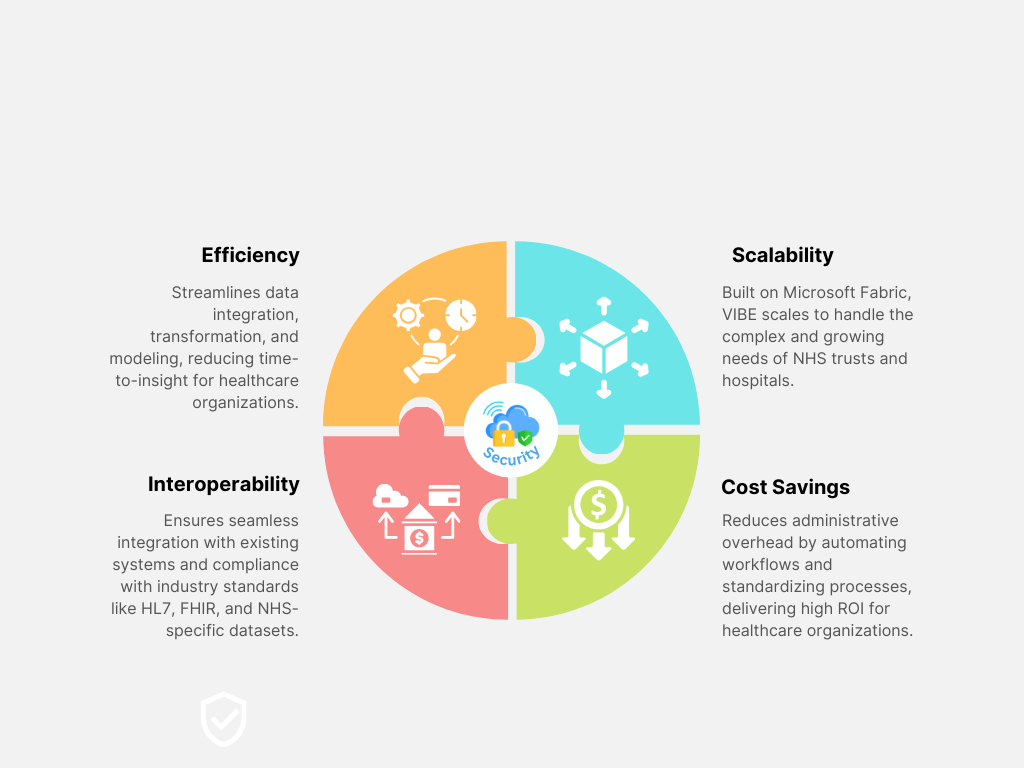 Efficiency
Streamlines data
integration,
transformation, and
modeling, reducing time-
to-insight for healthcare
organizations.
Scalability
Built on Microsoft Fabric,
VIBE scales to handle the
complex and growing
needs of NHS trusts and
hospitals.
Security
Interoperability
Ensures seamless
integration with existing
systems and compliance
with industry standards
like HL7, FHIR, and NHS-
specific datasets.
Cost Savings
Reduces administrative
overhead by automating
workflows and
standardizing processes,
delivering high ROI for
healthcare organizations.
$
$